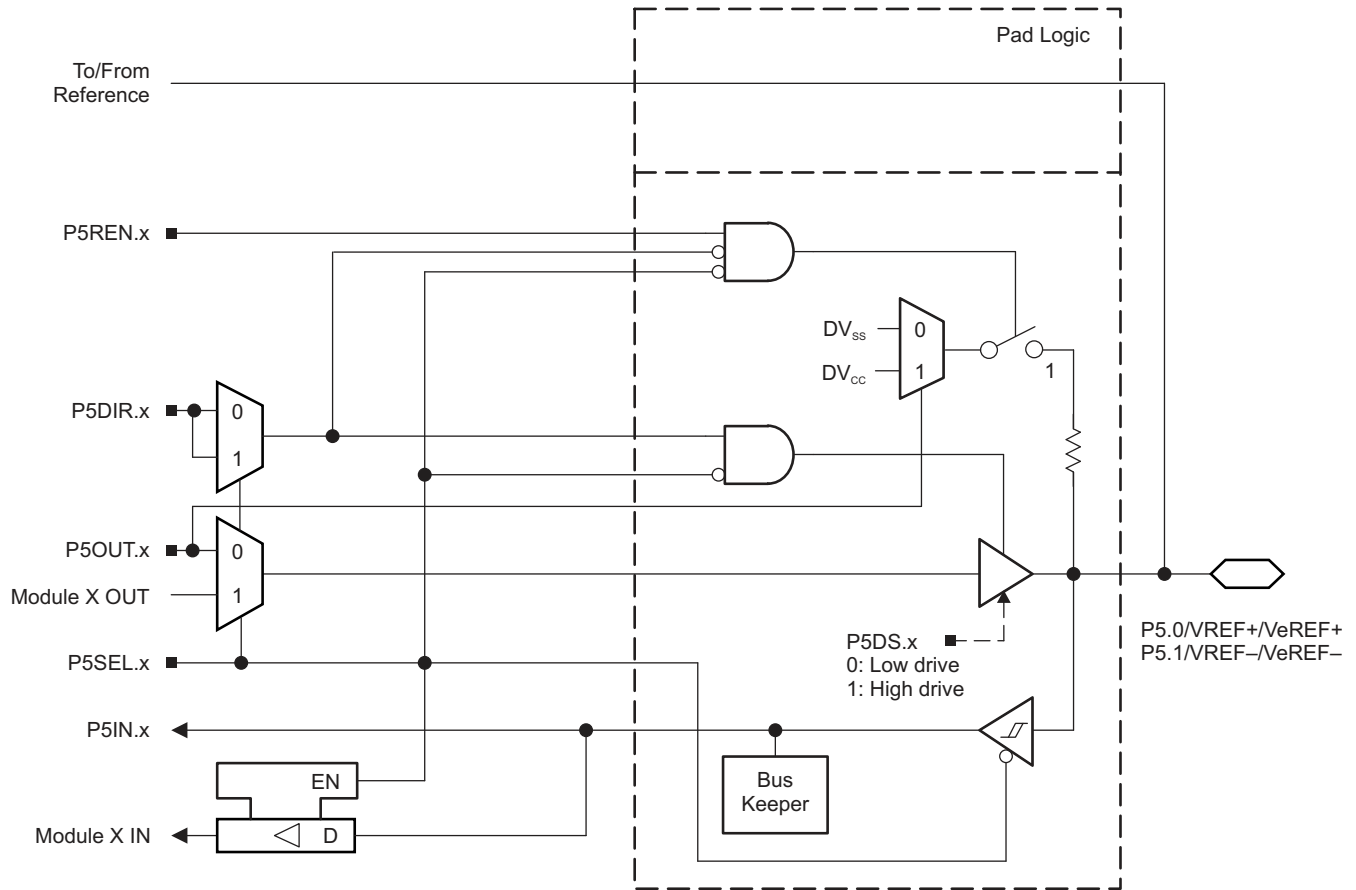 Pad Logic
To/From
Reference
P5REN.x
DVSS
0
DVCC
1
1
P5DIR.x
0
1
P5OUT.x
0
Module X OUT
1
P5SEL.x
P5DS.x
0: Low drive
1: High drive
P5.0/VREF+/VeREF+
P5.1/VREF–/VeREF–
P5IN.x
EN
Bus
Keeper
Module X IN
D